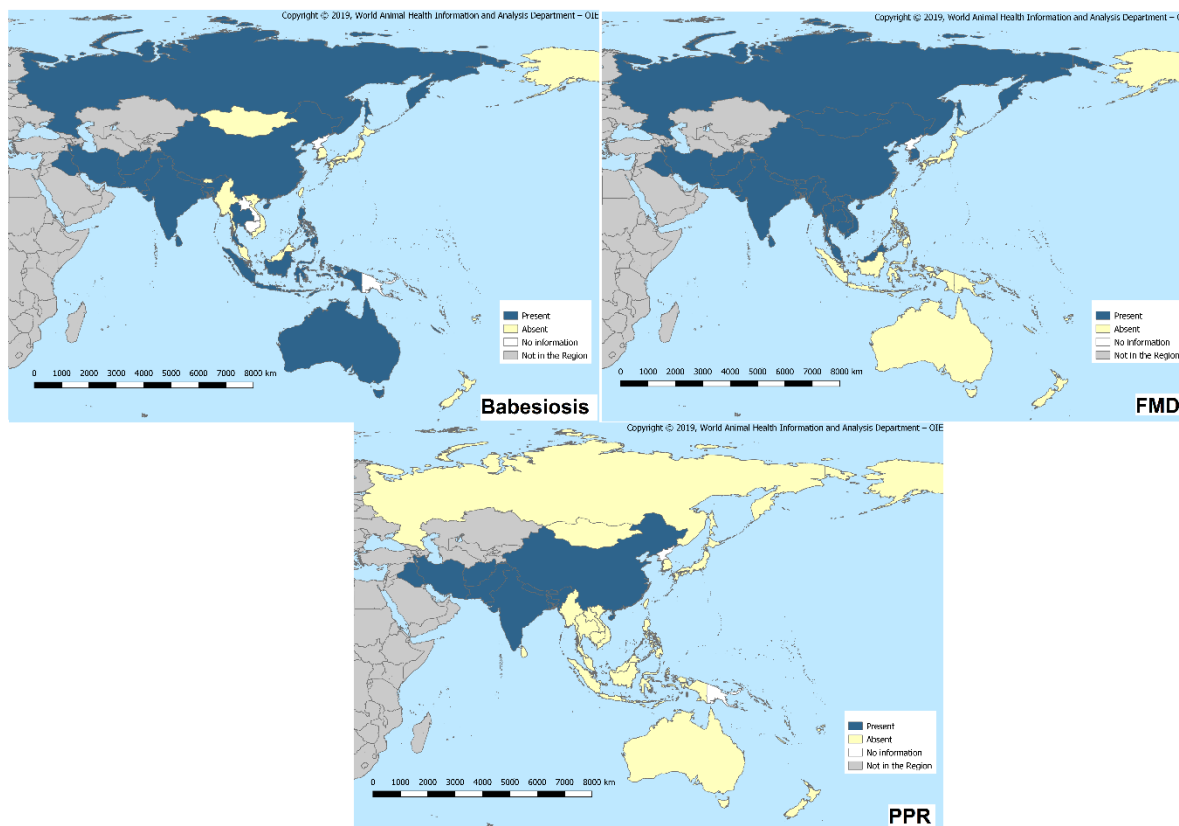 Copyright © 2019, World Animal Health Information and Analysis Department – OIE
Present
Absent
No information
Not in the Region
0 1000 2000 3000 4000 5000 6000 7000 8000 km
Babesiosis
Copyright © 2019, World Animal Health Information and Analysis Department – OI
Present
Absent
No information
Not in the Region
0 1000 2000 3000 4000 5000 6000 7000 8000 km
FMD
Copyright © 2019, World Animal Health Information and Analysis Department – OIE
Present
Absent
No information
Not in the Region
0 1000 2000 3000 4000 5000 6000 7000 8000 km
PPR